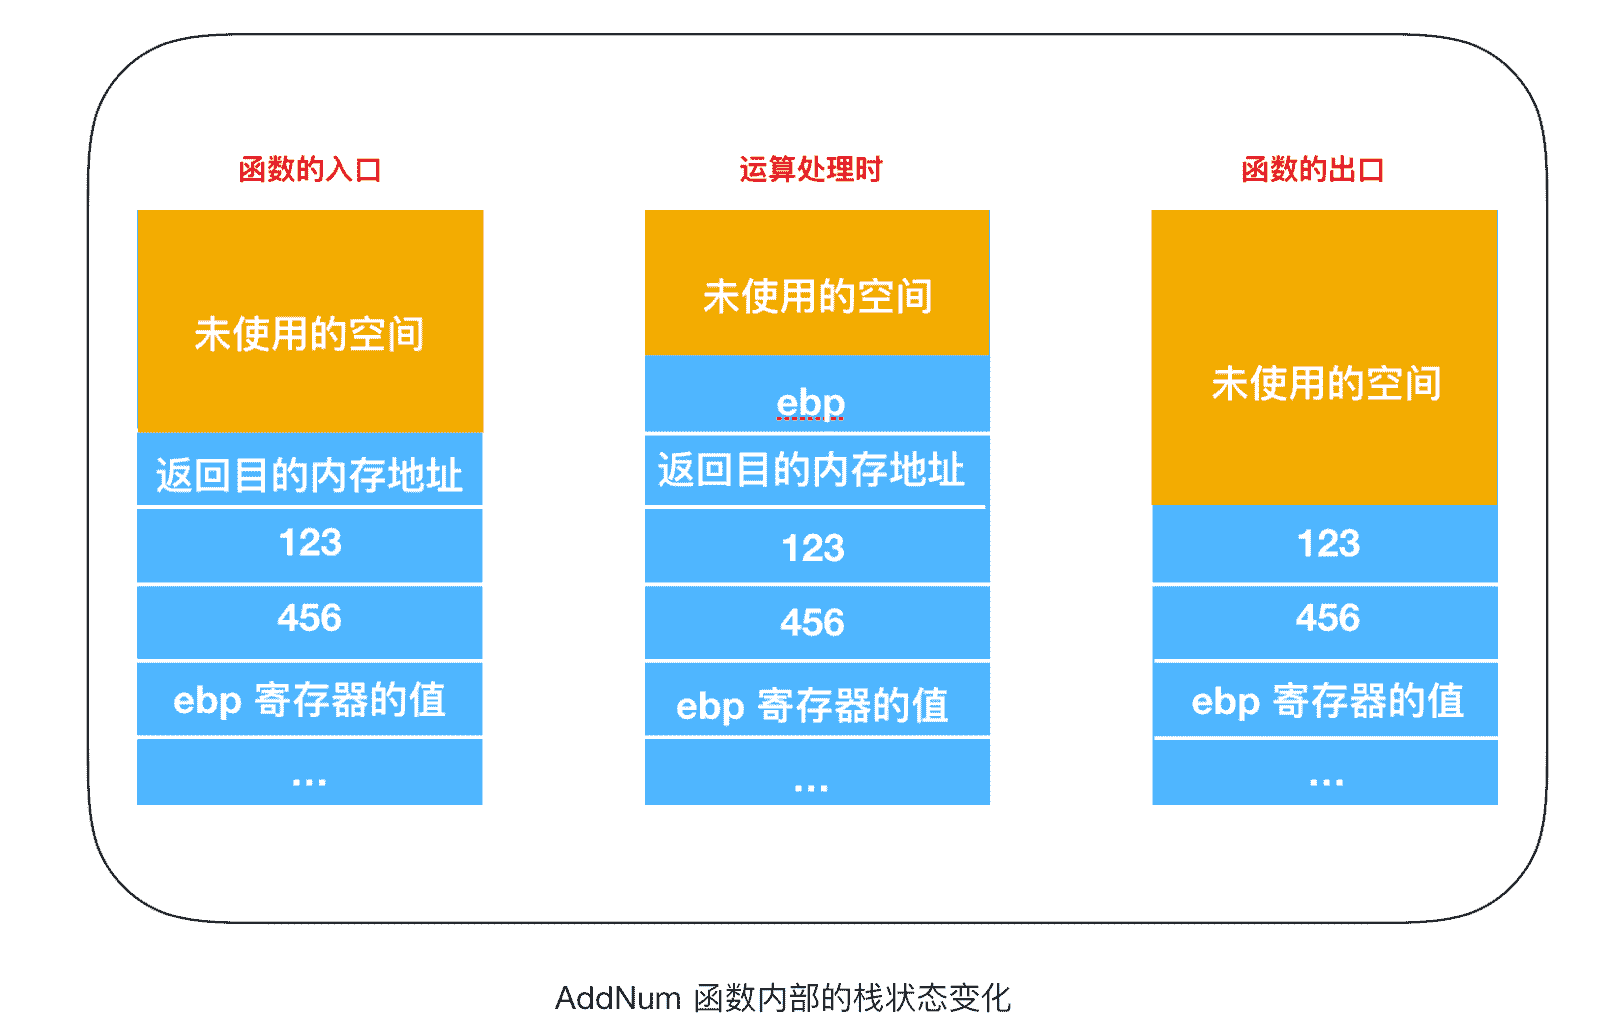 函数的入口
未使用的空间
返回目的内存地址
123
456
ebp 寄存器的值
...
运算处理时
未使用的空间
ebp
返回目的内存地址
123
456
ebp 寄存器的值
...
函数的出口
未使用的空间
123
456
ebp 寄存器的值
...
AddNum 函数内部的栈状态变化